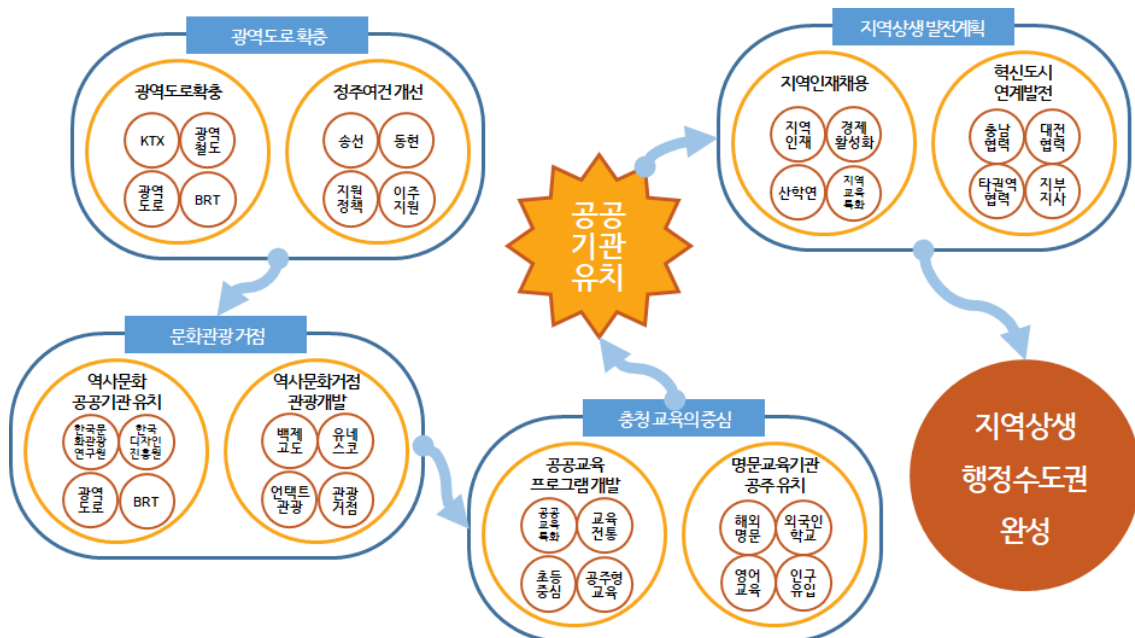 광역도로 확충
광역도로확충
KTX
광역
철도
광역
도로
BRT
정주여건 개선
송선
동현
지원
정책
이주
지원
문화관광 거점
역사문화
공공기관 유치
한국문
화관광
연구원
한국
디자인
진흥원
광역
도로
BRT
역사문화거점
관광개발
백제
고도
유네
스코
언택트
관광
관광
거점
충청 교육의 중심
공공교육
프로그램 개발
공공
교육
특화
교육
전통
초등
중심
공주형
교육
명문교육기관
공주 유치
해외
명문
외국인
학교
영어
교육
인구
유입
공공
기관
유치
지역상생 발전계획
지역인재채용
지역
인재
경제
활성화
산학연
지역
교육
특화
혁신도시
연계발전
충남
협력
대전
협력
타권역
협력
지부
지사
지역상생
행정수도권
완성